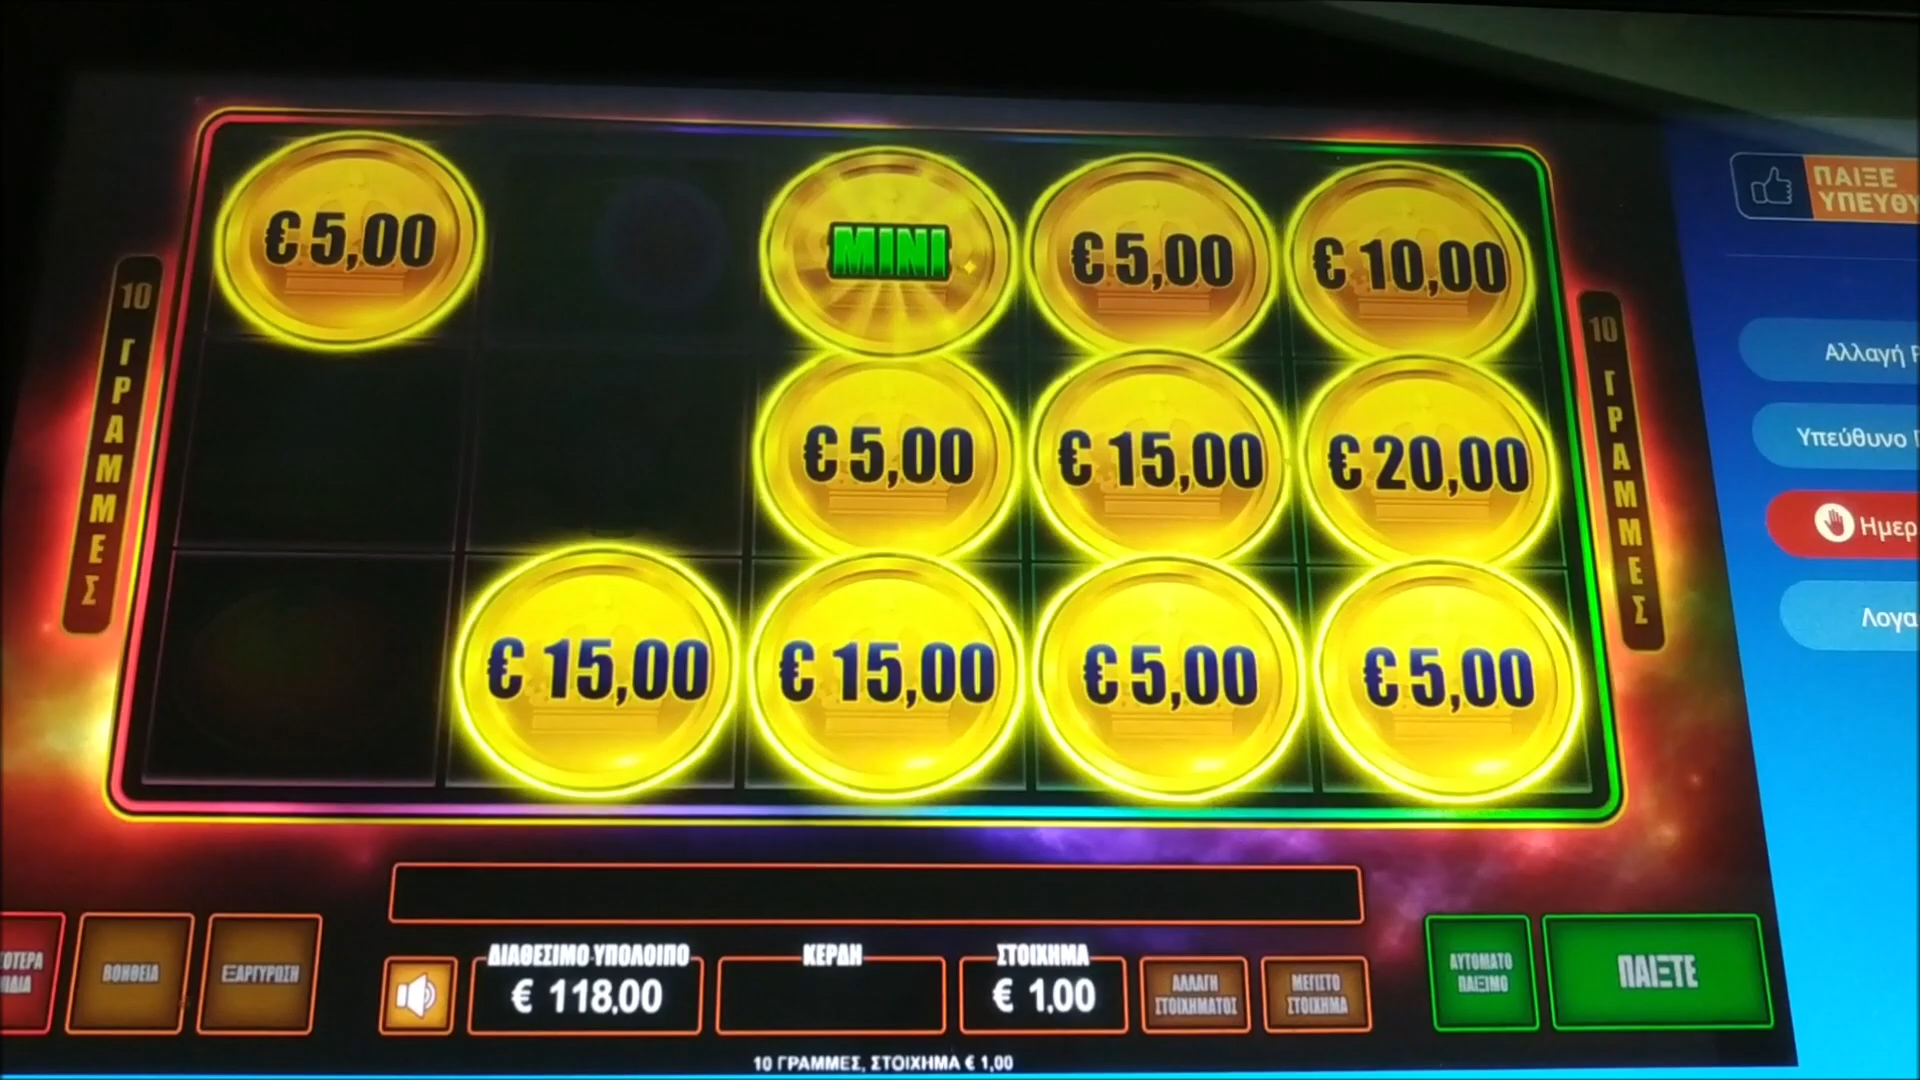 € 5,00
MINI
€ 5,00
€ 10,00
€ 5,00
€ 15,00
€ 20,00
€ 15,00
€ 15,00
€ 5,00
€ 5,00
10 ΓΡΑΜΜΕΣ
10 ΓΡΑΜΜΕΣ
ΠΑΙΞΕ
ΥΠΕΥΘΥ
Αλλαγή
Υπεύθυνο
Ημερ
Λογα
ΒΟΗΘΕΙΑ
ΕΞΑΡΓΥΡΩΣΗ
ΔΙΑΘΕΣΙΜΟ ΥΠΟΛΟΙΠΟ
€ 118,00
ΚΕΡΔΗ
ΣΤΟΙΧΗΜΑ
€ 1,00
ΑΛΛΑΓΗ
ΣΤΟΙΧΗΜΑΤΟΣ
ΜΕΓΙΣΤΟ
ΣΤΟΙΧΗΜΑ
ΑΥΤΟΜΑΤΟ
ΠΑΙΞΙΜΟ
ΠΑΙΞΤΕ
10 ΓΡΑΜΜΕΣ, ΣΤΟΙΧΗΜΑ € 1,00